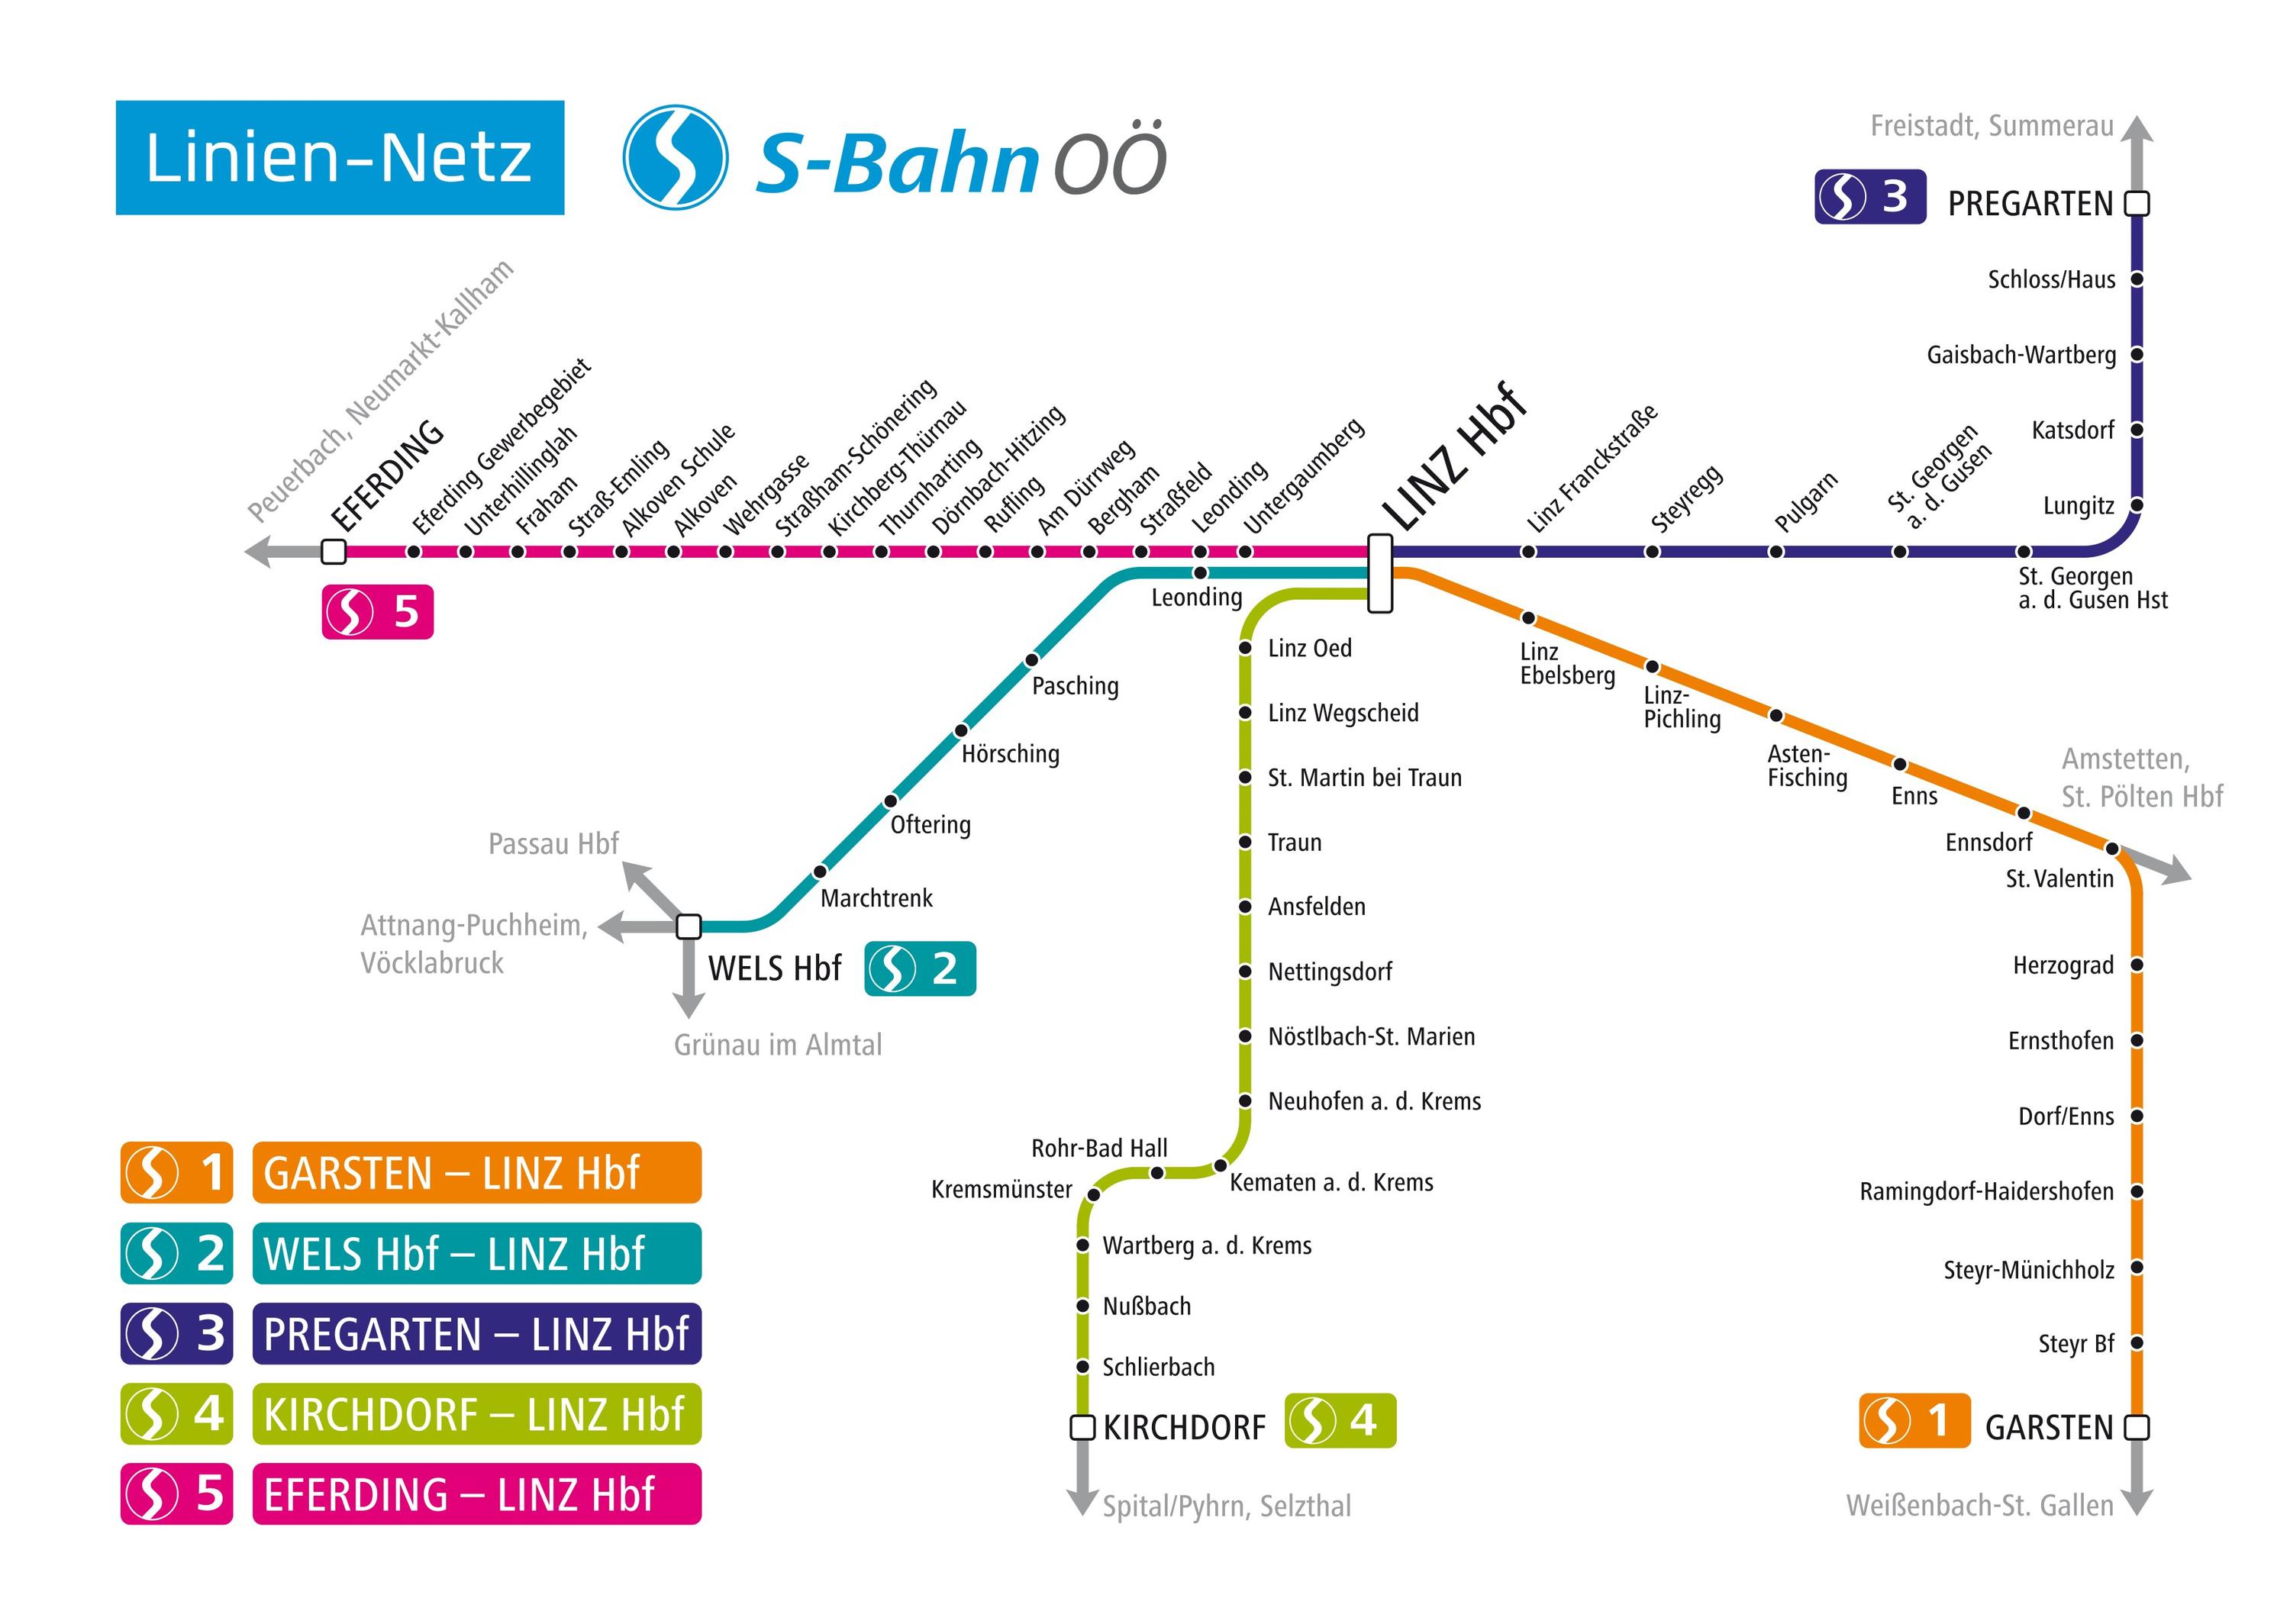 Linien-Netz
S-Bahn OÖ
Freistadt, Summerau
3
PREGARTEN
Schloss/Haus
Gaisbach-Wartberg
Katsdorf
Lungitz
Peuerbach, Neumarkt-Kallham
EFERDING
Eferding Gewerbegebiet
Unterhillinglah
Fraham
Straß-Emling
Alkoven Schule
Alkoven
Wehrgasse
Straßham-Schönering
Kirchberg-Thürnau
Thurnharting
Dörnbach-Hitzing
Rufling
Am Dürrweg
Bergham
Straßfeld
Leonding
Untergaumberg
LINZ Hbf
Linz Franckstraße
Steyregg
Pulgarn
St. Georgen
a. d. Gusen
St. Georgen
a. d. Gusen Hst
5
Leonding
Pasching
Hörsching
Oftering
Marchtrenk
Passau Hbf
Attnang-Puchheim,
Vöcklabruck
WELS Hbf
2
Grünau im Almtal
Linz Oed
Linz Wegscheid
St. Martin bei Traun
Traun
Ansfelden
Nettingsdorf
Nöstlbach-St. Marien
Neuhofen a. d. Krems
Rohr-Bad Hall
Kematen a. d. Krems
Kremsmünster
Wartberg a. d. Krems
Nußbach
Schlierbach
KIRCHDORF
4
Spital/Pyhrn, Selzthal
Linz
Ebelsberg
Linz-
Pichling
Asten-
Fisching
Enns
Ennsdorf
Amstetten,
St. Pölten Hbf
St. Valentin
Herzograd
Ernsthofen
Dorf/Enns
Ramingdorf-Haidershofen
Steyr-Münichholz
Steyr Bf
1
GARSTEN
Weißenbach-St. Gallen
1 GARSTEN – LINZ Hbf
2 WELS Hbf – LINZ Hbf
3 PREGARTEN – LINZ Hbf
4 KIRCHDORF – LINZ Hbf
5 EFERDING – LINZ Hbf